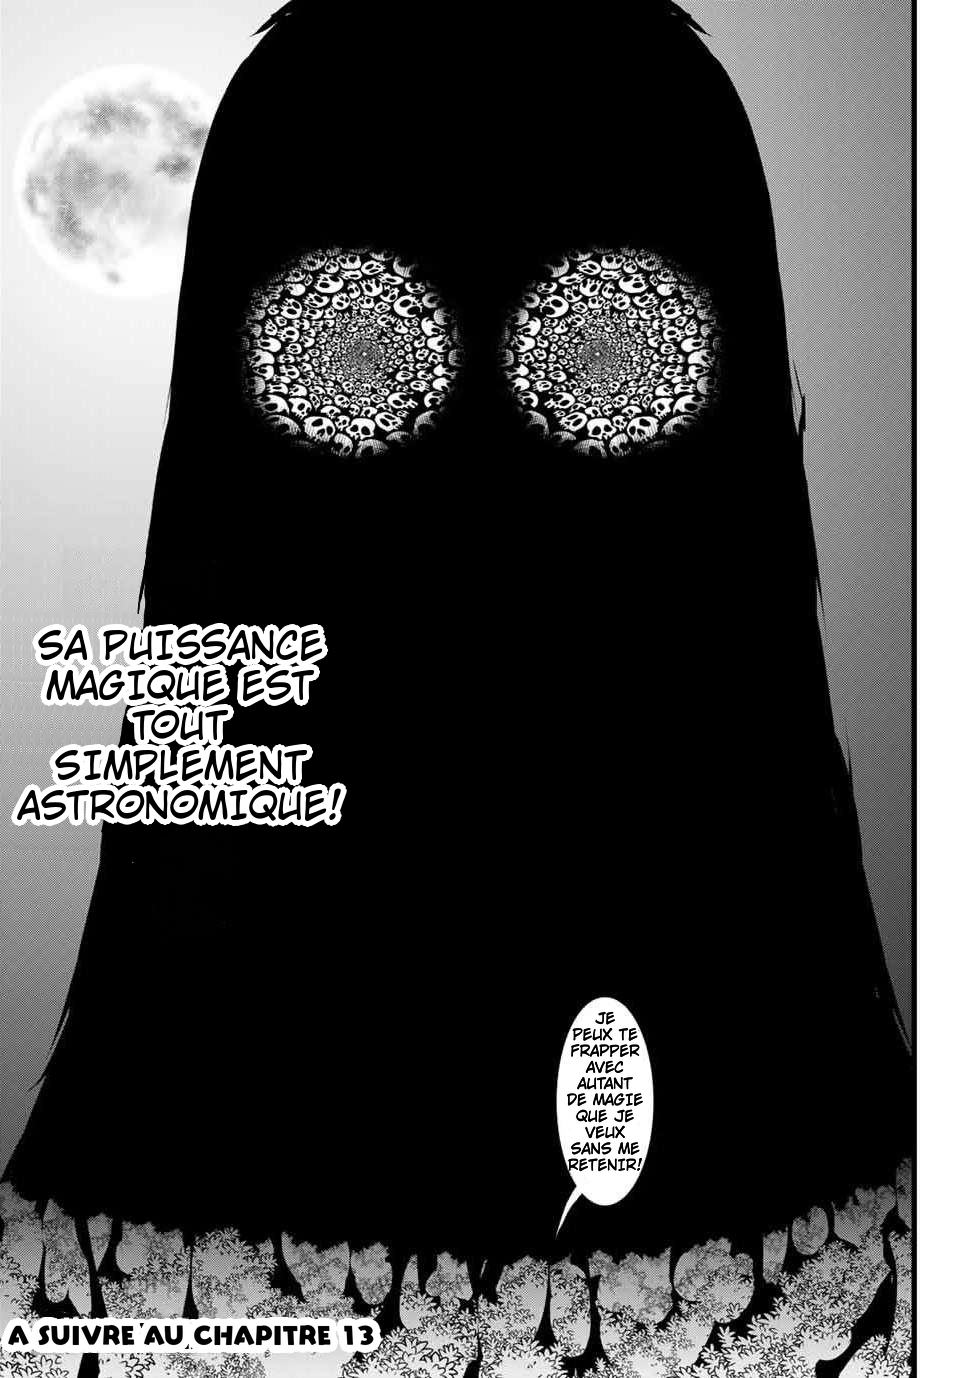 SA PUISSANCE
MAGIQUE EST
TOUT
SIMPLEMENT
ASTRONOMIQUE!
JE
PEUX TE
FRAPPER
AVEC
AUTANT
DE MAGIE
QUE JE
VEUX
SANS ME
RETENIR!
A SUIVRE AU CHAPITRE 13